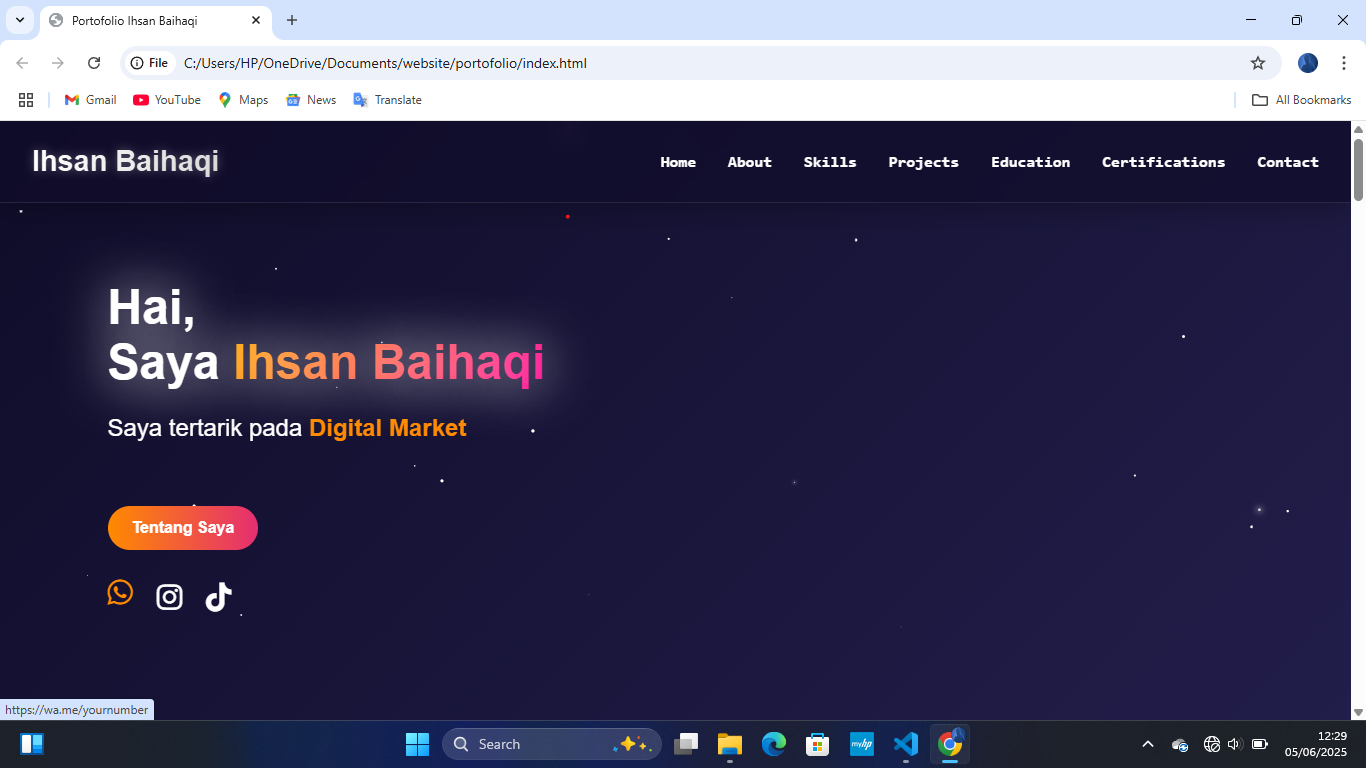 Portofolio Ihsan Baihaqi
File C:/Users/HP/OneDrive/Documents/website/portofolio/index.html
Gmail YouTube Maps News Translate All Bookmarks
Ihsan Baihaqi Home About Skills Projects Education Certifications Contact
Hai,
Saya Ihsan Baihaqi
Saya tertarik pada Digital Market
Tentang Saya
https://wa.me/yournumber
Search myhp 12:29
05/06/2025